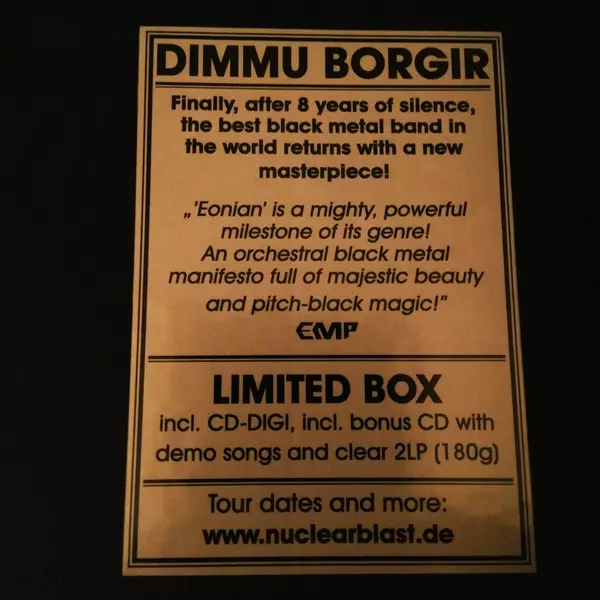 DIMMU BORGIR
Finally, after 8 years of silence,
the best black metal band in
the world returns with a new
masterpiece!
„'Eonian' is a mighty, powerful
milestone of its genre!
An orchestral black metal
manifesto full of majestic beauty
and pitch-black magic!"
EMP
LIMITED BOX
incl. CD-DIGI, incl. bonus CD with
demo songs and clear 2LP (180g)
Tour dates and more:
www.nuclearblast.de